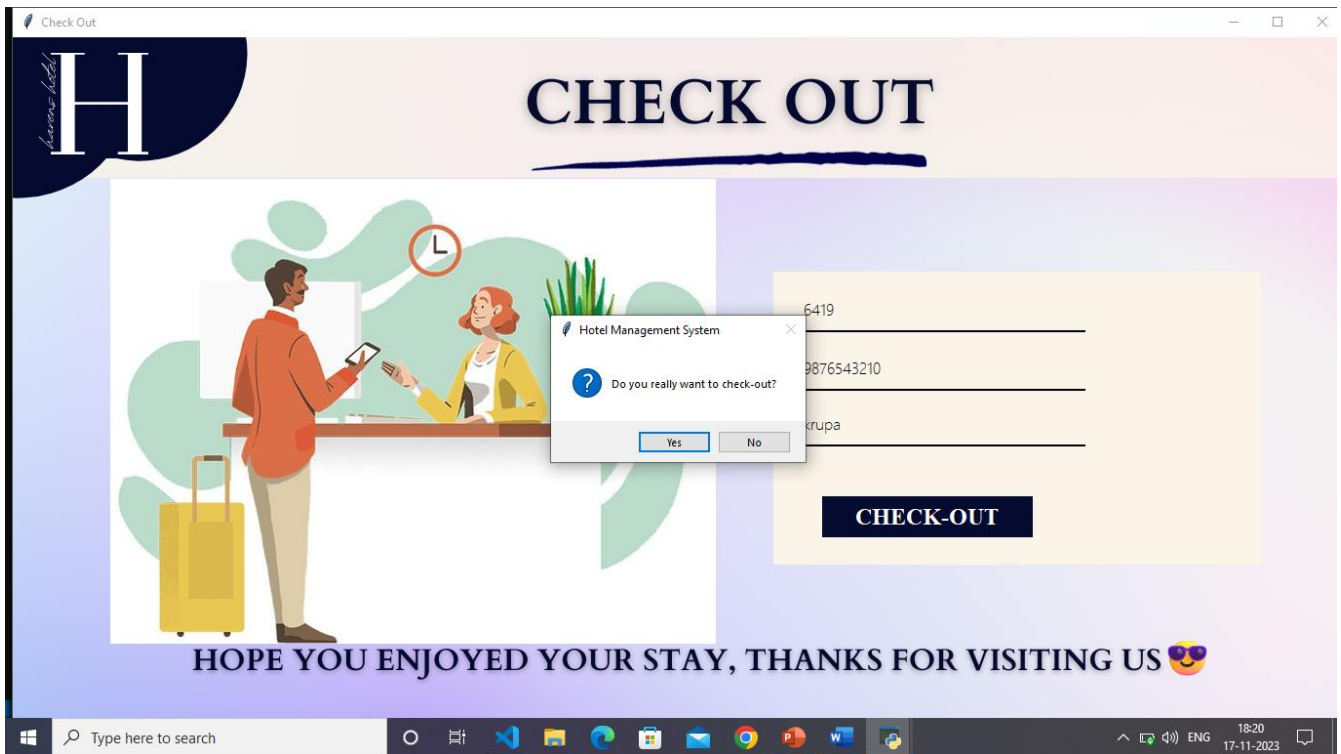 Check Out
havens hotel
H
CHECK OUT
6419
Hotel Management System
9876543210
Do you really want to check-out?
krupa
Yes No
CHECK-OUT
HOPE YOU ENJOYED YOUR STAY, THANKS FOR VISITING US😎
Type here to search
ENG
18:20
17-11-2023